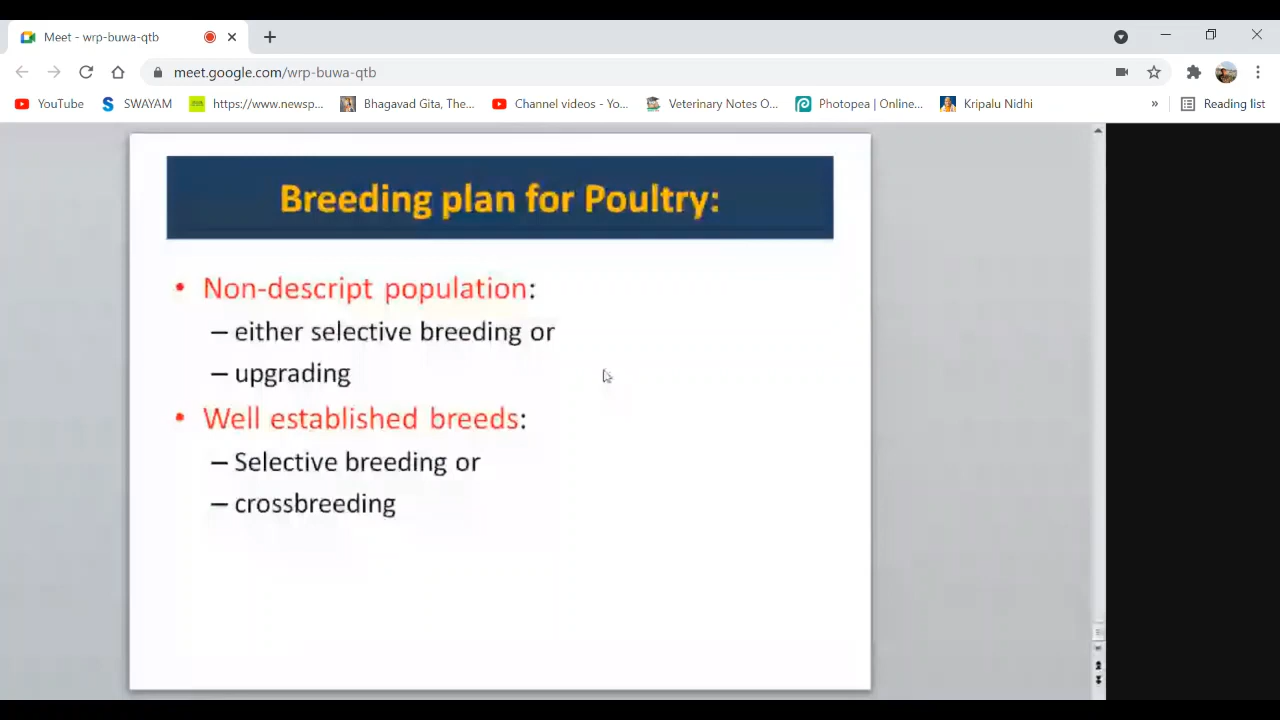 Meet - wrp-buwa-qtb
meet.google.com/wrp-buwa-qtb
YouTube
SWAYAM
https://www.newsp...
Bhagavad Gita, The...
Channel videos - Yo...
Veterinary Notes O...
Photopea | Online...
Kripalu Nidhi
»
Reading list
Breeding plan for Poultry:
• Non-descript population:
– either selective breeding or
– upgrading
• Well established breeds:
– Selective breeding or
– crossbreeding